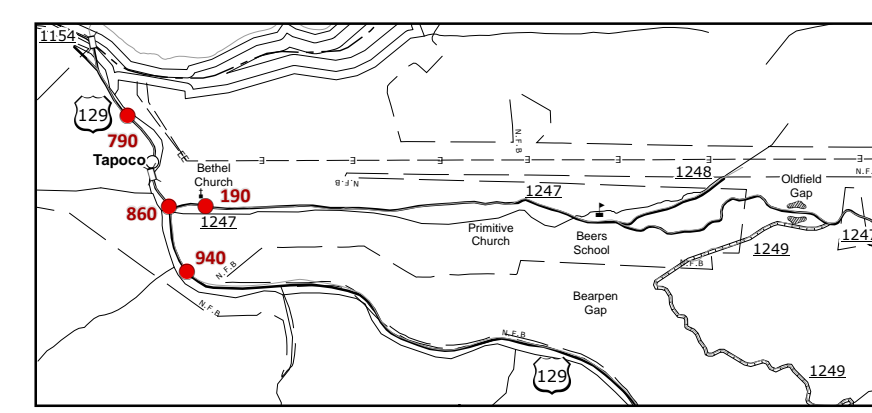 1154
129
790
Tapoco
E
E
E
E
E
E
E
E
N.F.B
N.F.B
N.F.
Bethel
Church
190
1247
860
1247
1248
Oldfield
Gap
Primitive
Church
Beers
School
1249
1247
940
N.F.B
N.F.B
N.F.B
N.F.B
Bearpen
Gap
129
1249